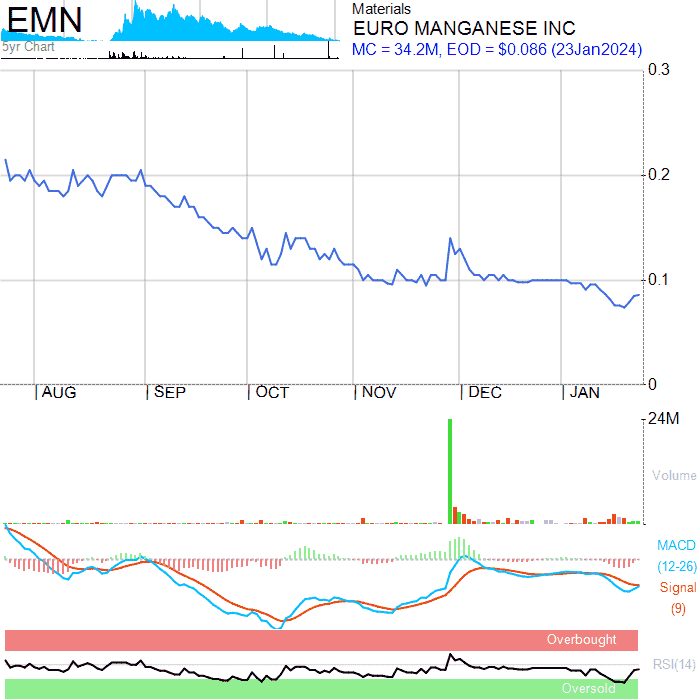 EMN
5yr Chart
Materials
EURO MANGANESE INC
MC = 34.2M, EOD = $0.086 (23Jan2024)
0.3
0.2
0.1
0
AUG SEP OCT NOV DEC JAN
24M
Volume
MACD
(12-26)
Signal
(9)
Overbought
RSI(14)
Oversold